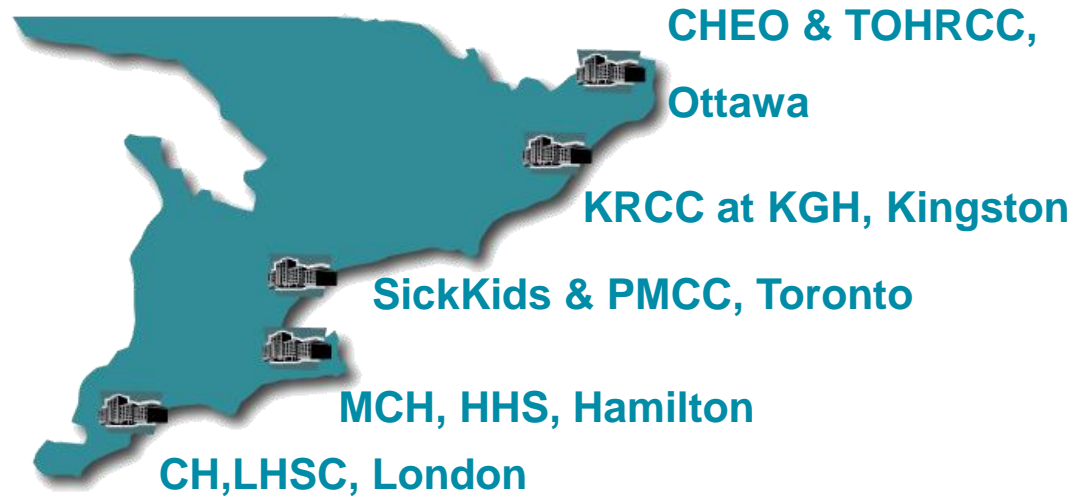 CHEO & TOHRCC,
Ottawa
KRCC at KGH, Kingston
SickKids & PMCC, Toronto
MCH, HHS, Hamilton
CH,LHSC, London